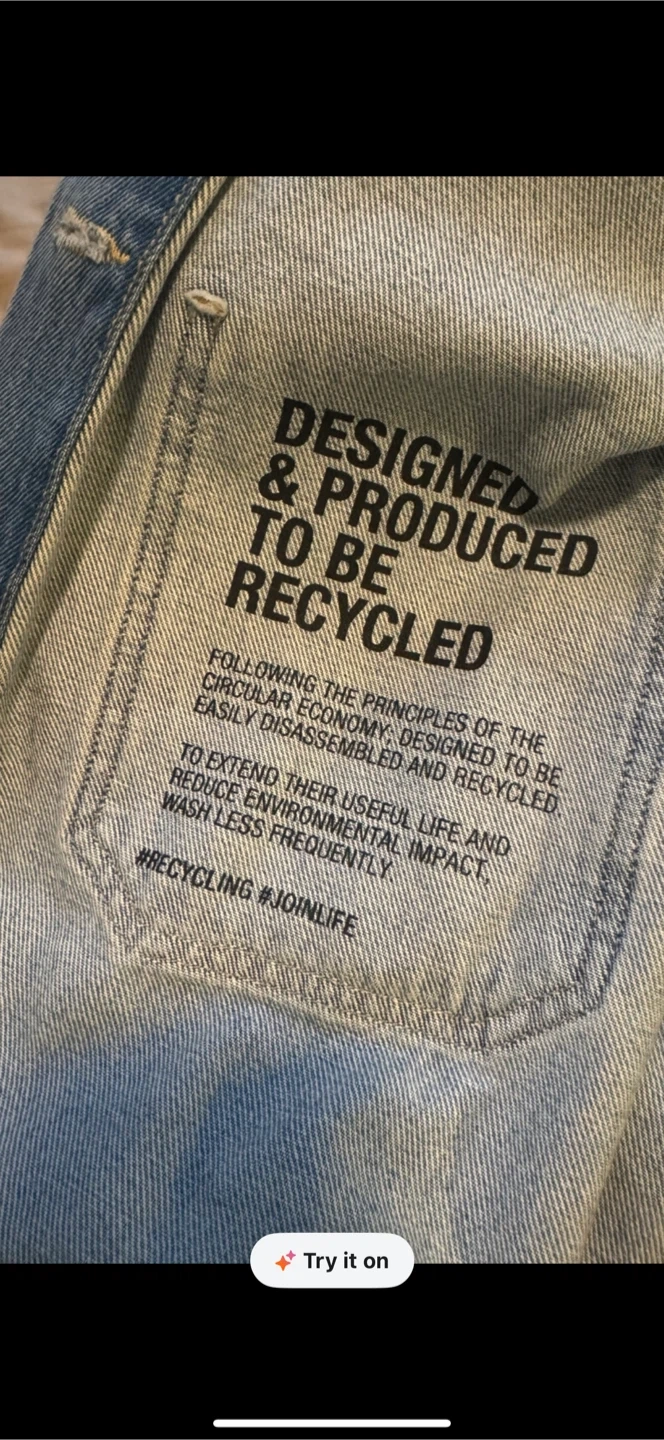 DESIGNED
& PRODUCED
TO BE
RECYCLED
FOLLOWING THE PRINCIPLES OF THE
CIRCULAR ECONOMY; DESIGNED TO BE
EASILY DISASSEMBLED AND RECYCLED.
TO EXTEND THEIR USEFUL LIFE AND
REDUCE ENVIRONMENTAL IMPACT,
WASH LESS FREQUENTLY
#RECYCLING #JOINLIFE
Try it on